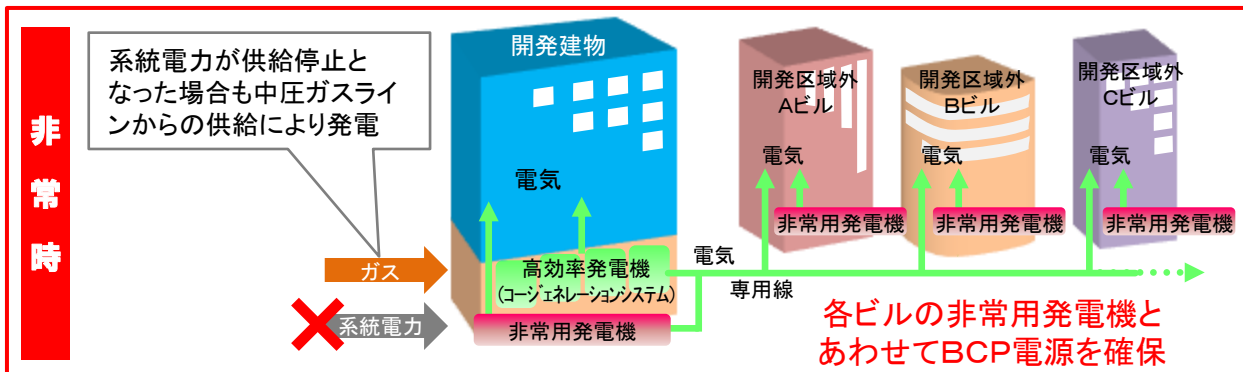 非常時
系統電力が供給停止と
なった場合も中圧ガスライ
ンからの供給により発電
開発建物
電気
ガス
系統電力
高効率発電機
(コージェネレーションシステム)
非常用発電機
電気
専用線
開発区域外
Aビル
電気
非常用発電機
開発区域外
Bビル
電気
非常用発電機
開発区域外
Cビル
電気
非常用発電機
各ビルの非常用発電機と
あわせてBCP電源を確保